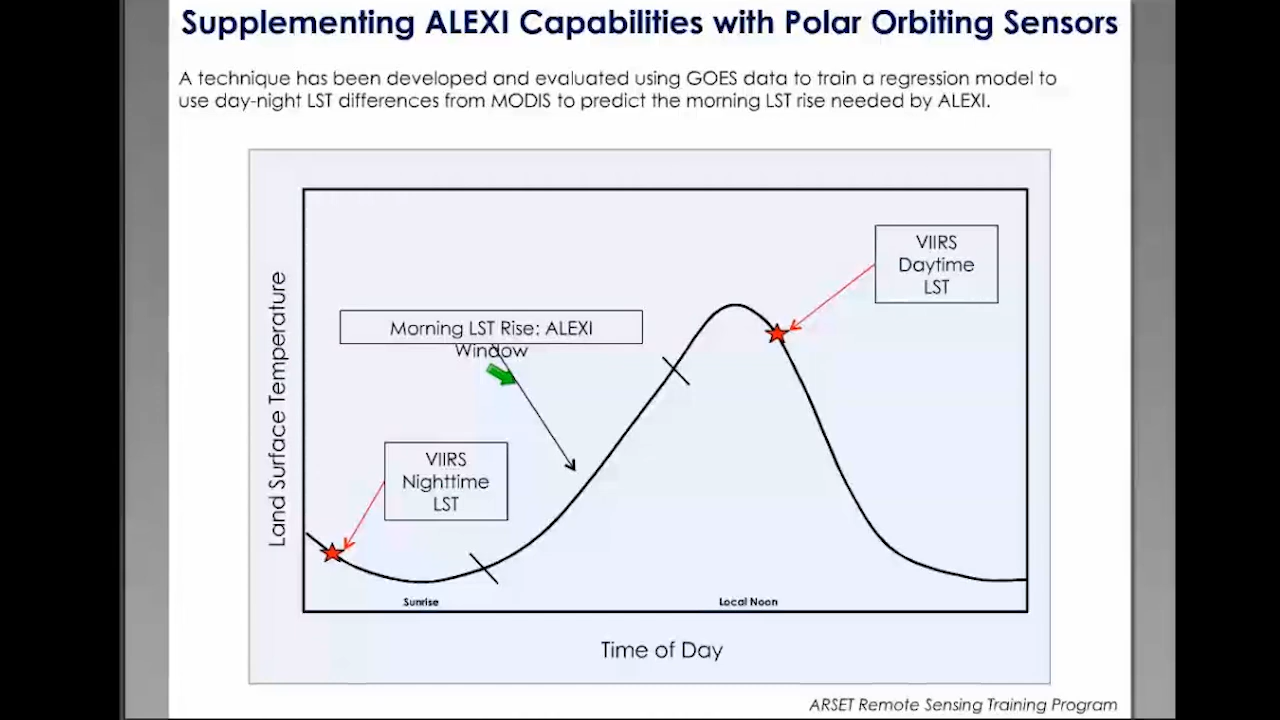 Supplementing ALEXI Capabilities with Polar Orbiting Sensors
A technique has been developed and evaluated using GOES data to train a regression model to
use day-night LST differences from MODIS to predict the morning LST rise needed by ALEXI.
VIIRS
Daytime
LST
Morning LST Rise: ALEXI
Window
VIIRS
Nighttime
LST
Land Surface Temperature
Sunrise
Local Noon
Time of Day
ARSET Remote Sensing Training Program